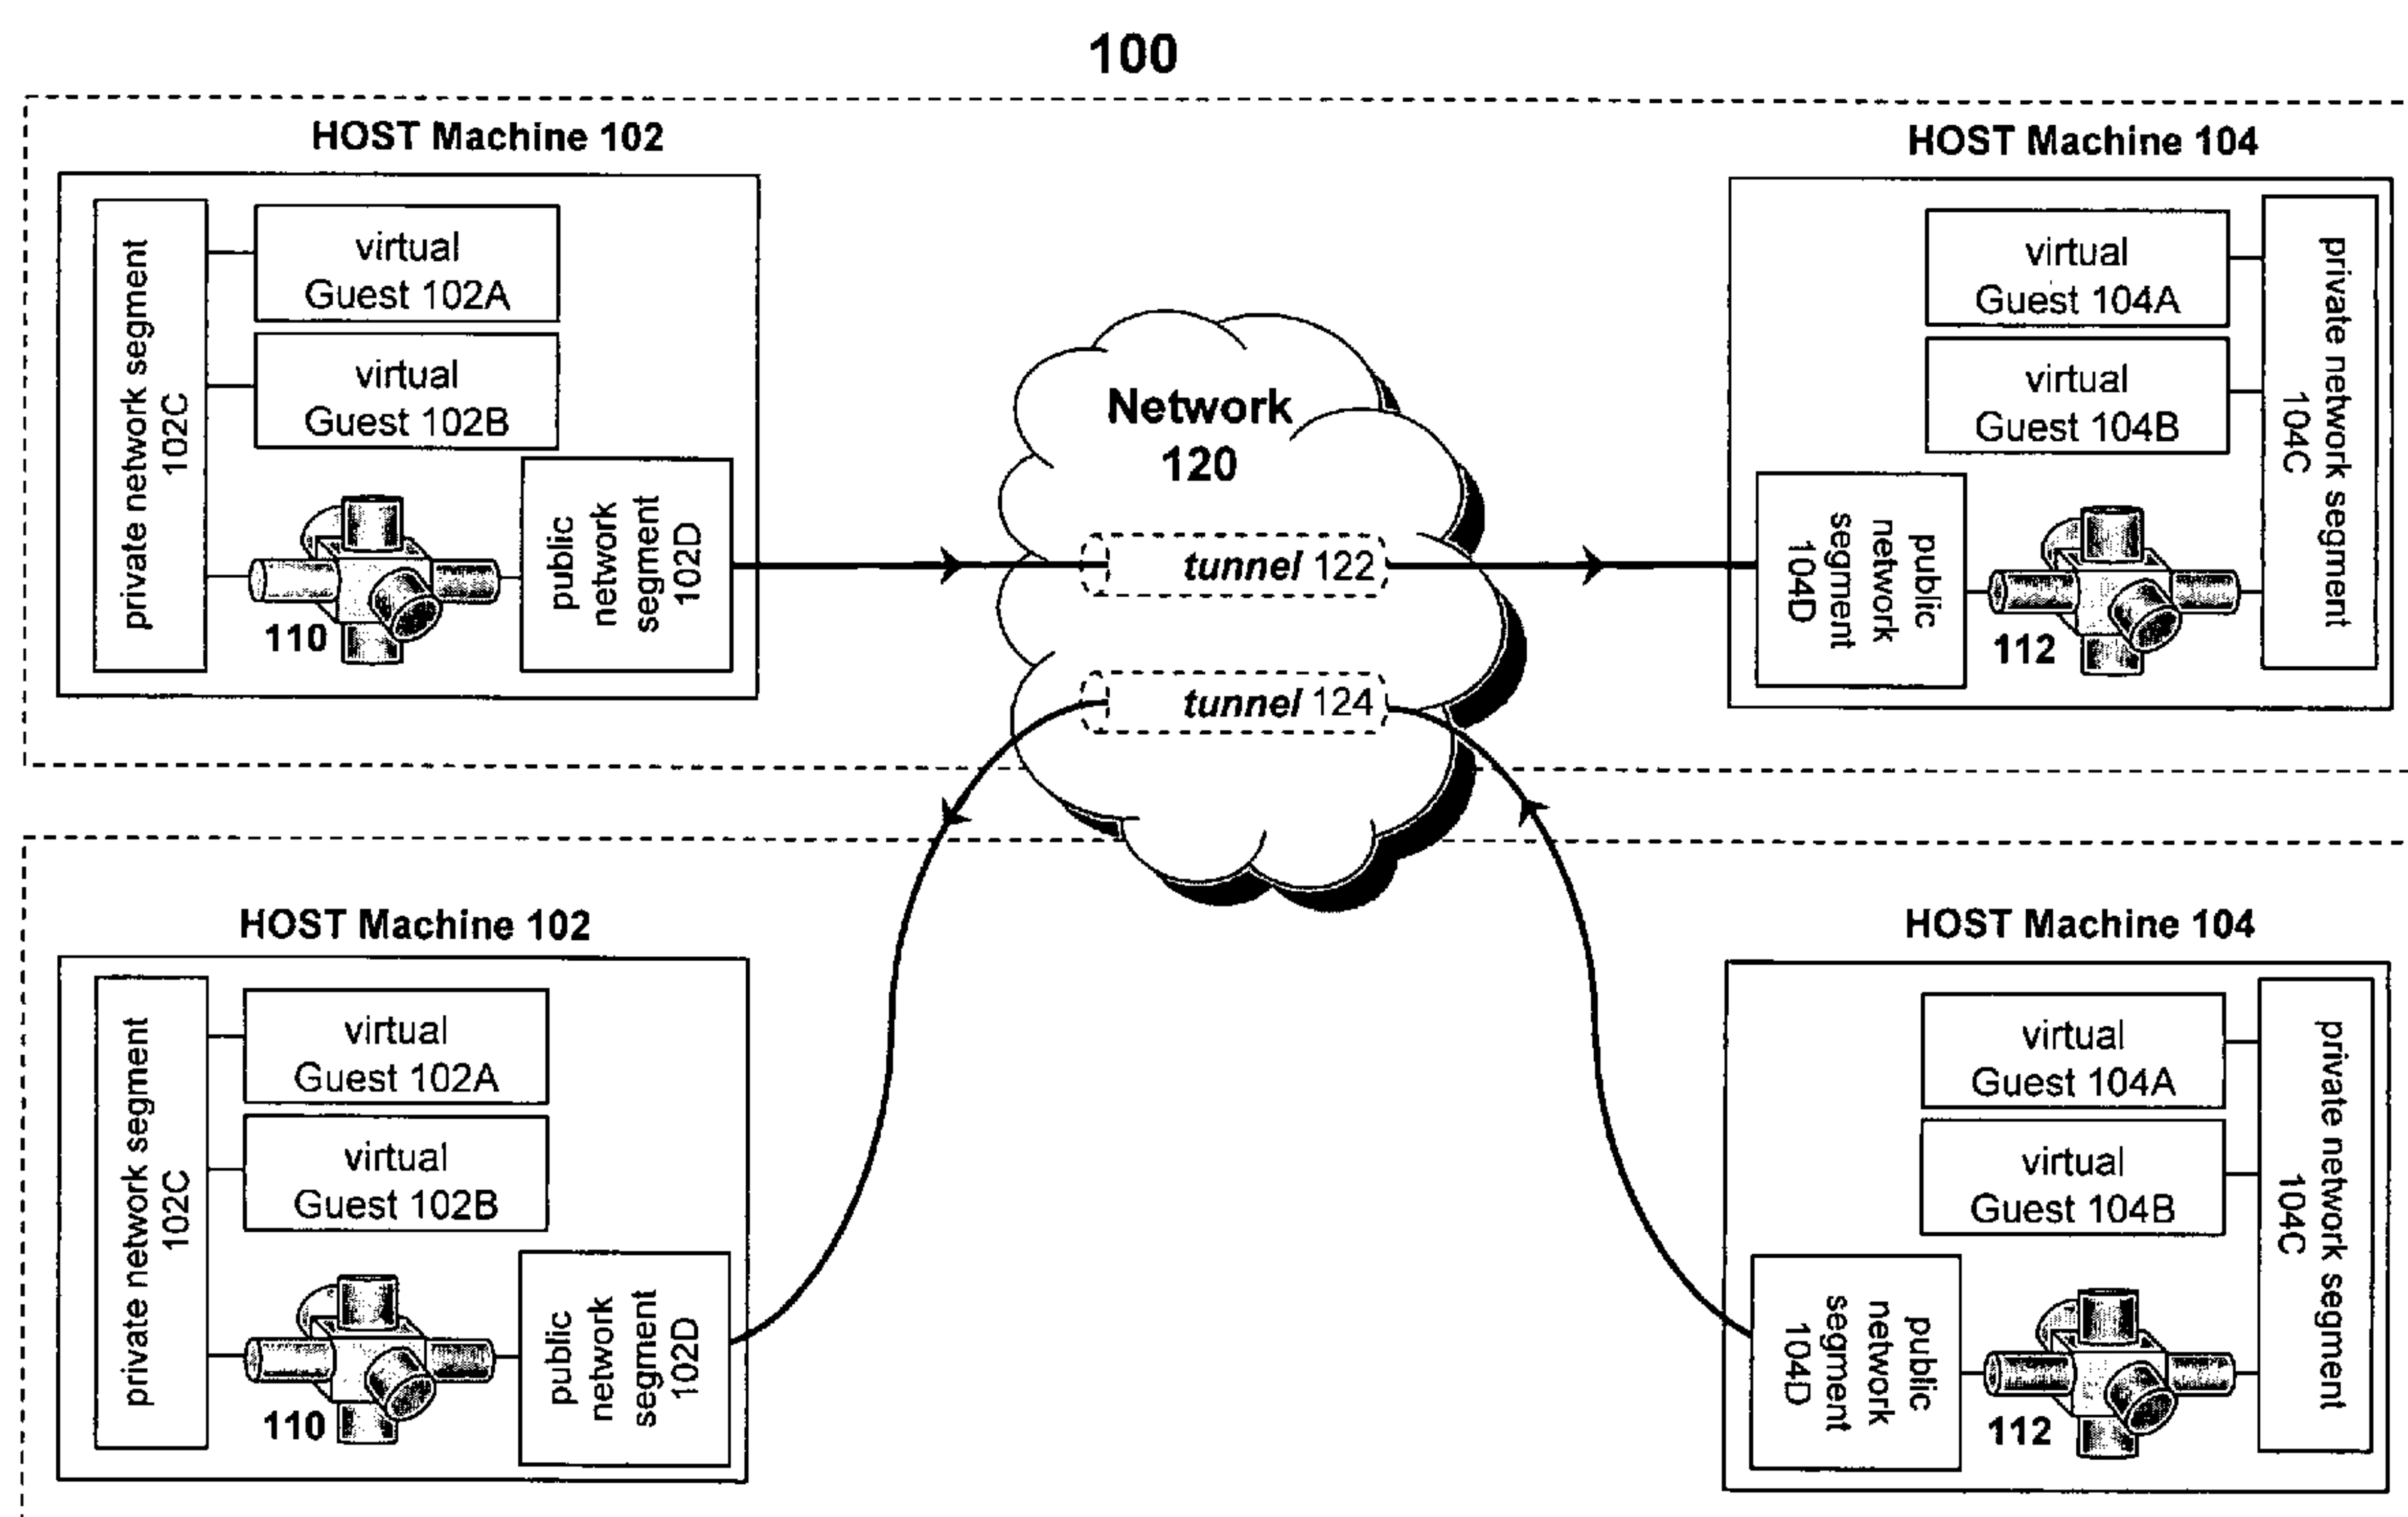 100
HOST Machine 102
private network segment
102C
virtual
Guest 102A
virtual
Guest 102B
110
public
network
segment
102D
Network
120
tunnel 122
tunnel 124
HOST Machine 104
virtual
Guest 104A
virtual
Guest 104B
private network segment
104C
public
network
segment
104D
112
HOST Machine 102
private network segment
102C
virtual
Guest 102A
virtual
Guest 102B
110
public
network
segment
102D
HOST Machine 104
virtual
Guest 104A
virtual
Guest 104B
private network segment
104C
public
network
segment
104D
112